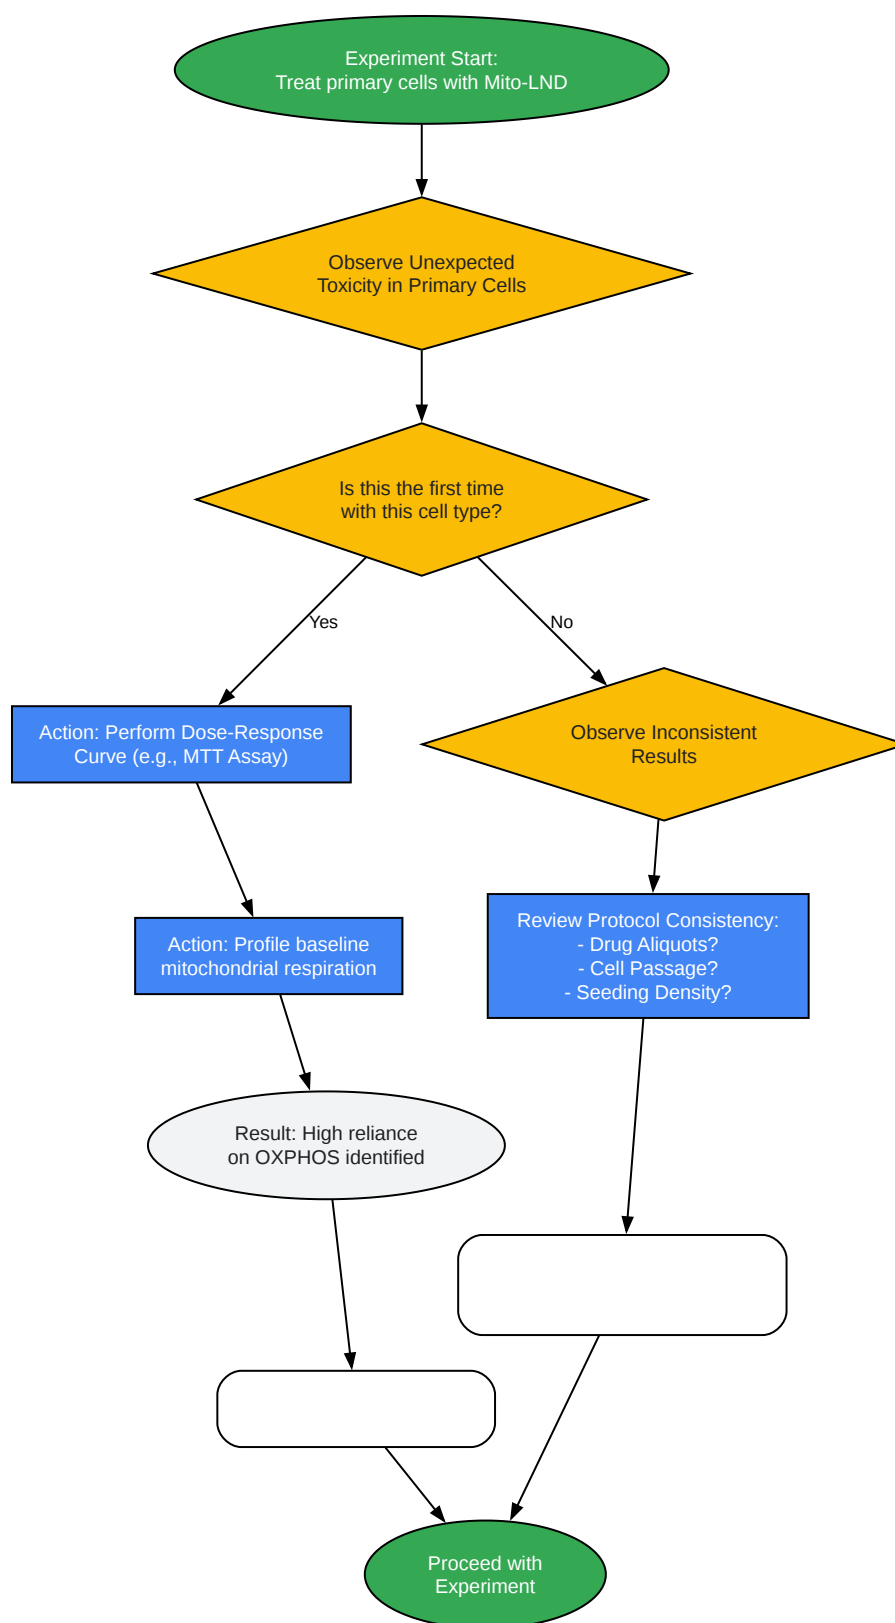 Experiment Start:
Treat primary cells with Mito-LND
Observe Unexpected
Toxicity in Primary Cells
Is this the first time
with this cell type?
Yes
No
Action: Perform Dose-Response
Curve (e.g., MTT Assay)
Observe Inconsistent
Results
Action: Profile baseline
mitochondrial respiration
Review Protocol Consistency:
- Drug Aliquots?
- Cell Passage?
- Seeding Density?
Result: High reliance
on OXPHOS identified
Proceed with
Experiment